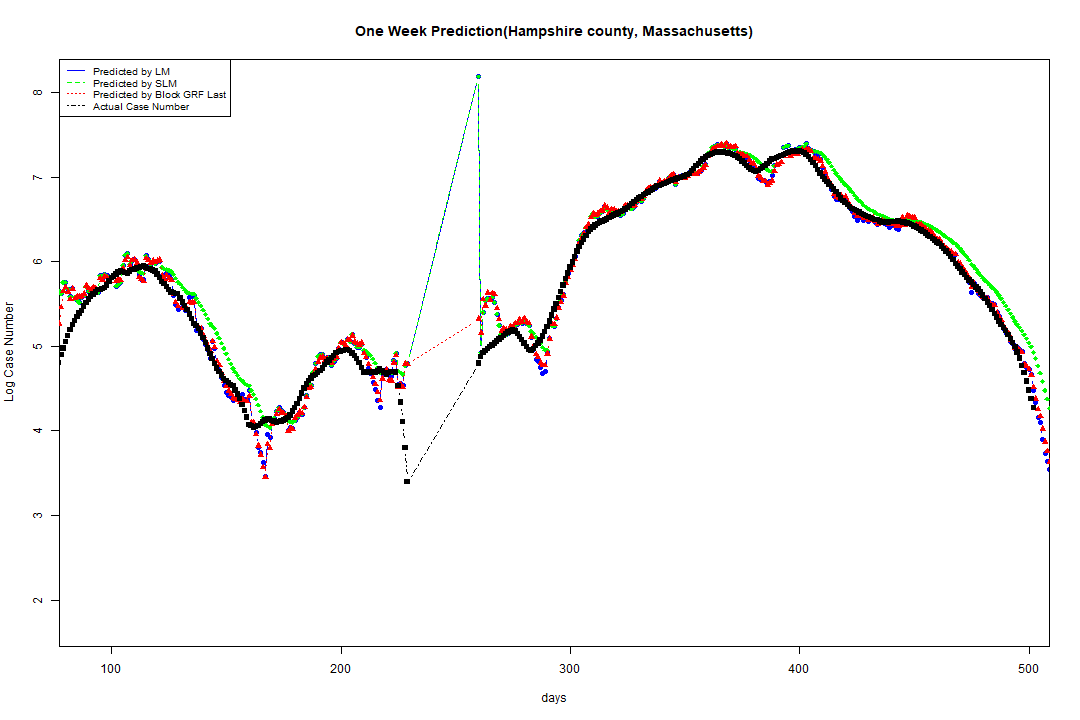 One Week Prediction(Hampshire county, Massachusetts)
Predicted by LM
Predicted by SLM
Predicted by Block GRF Last
Actual Case Number
8
7
6
5
4
3
2
Log Case Number
100 200 300 400 500
days